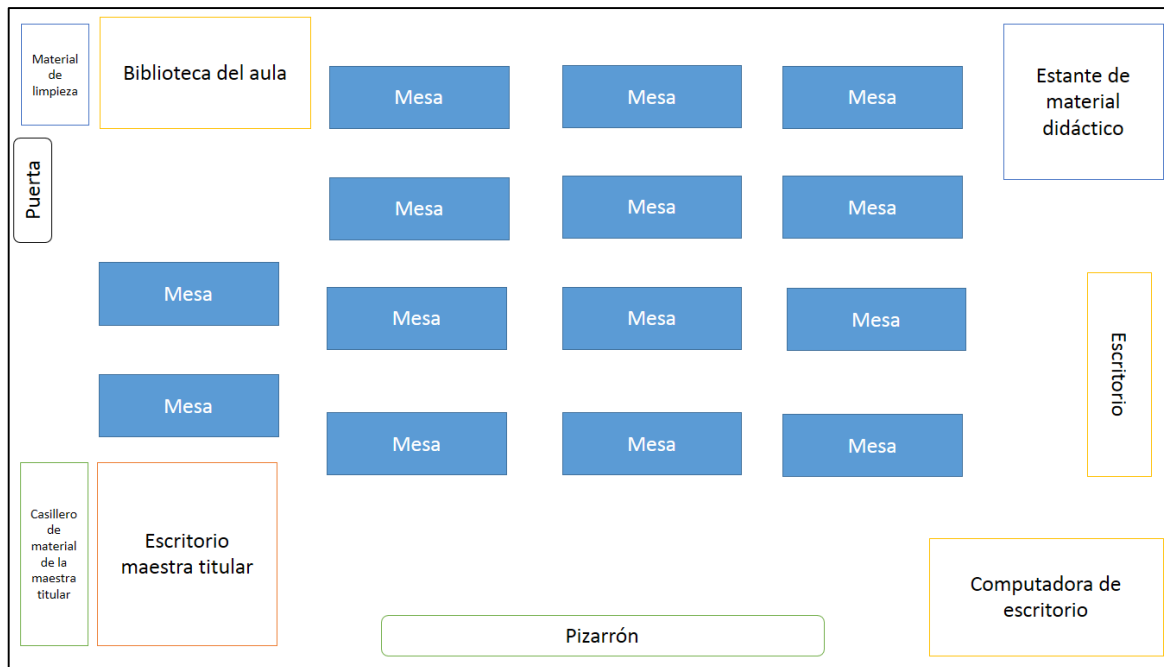 Material
de
limpieza
Biblioteca del aula
Mesa
Mesa
Mesa
Estante de
material
didáctico
Puerta
Mesa
Mesa
Mesa
Mesa
Mesa
Mesa
Mesa
Escritorio
Mesa
Mesa
Mesa
Mesa
Casillero
de
material
de la
maestra
titular
Escritorio
maestra titular
Computadora de
escritorio
Pizarrón